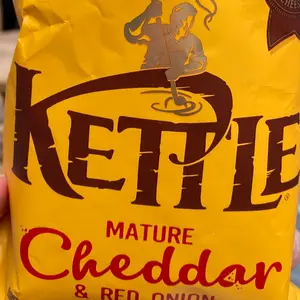 KETTLE®
MATURE
Cheddar
& RED ONION